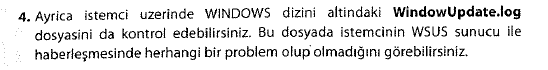 4. Ayrica istemci uzerinde WINDOWS dizini altindaki WindowUpdate.log
dosyasini da kontrol edebilirsiniz. Bu dosyada istemcinin WSUS sunucu ile
haberleşmesinde herhangi bir problem olup olmadığını görebilirsiniz.